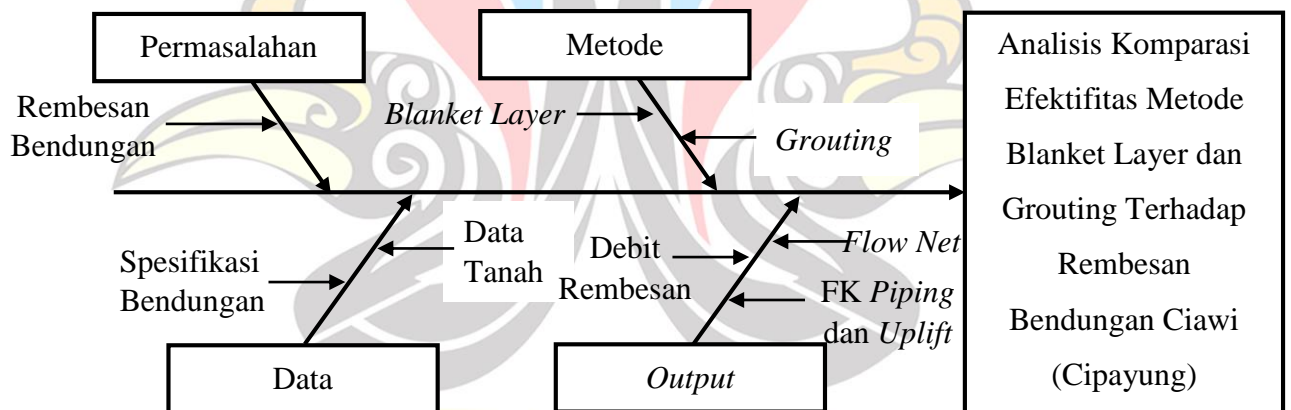 Permasalahan
Metode
Rembesan
Bendungan
Blanket Layer
Grouting
Spesifikasi
Bendungan
Data
Tanah
Debit
Rembesan
Flow Net
FK Piping
dan Uplift
Data
Output
Analisis Komparasi
Efektifitas Metode
Blanket Layer dan
Grouting Terhadap
Rembesan
Bendungan Ciawi
(Cipayung)